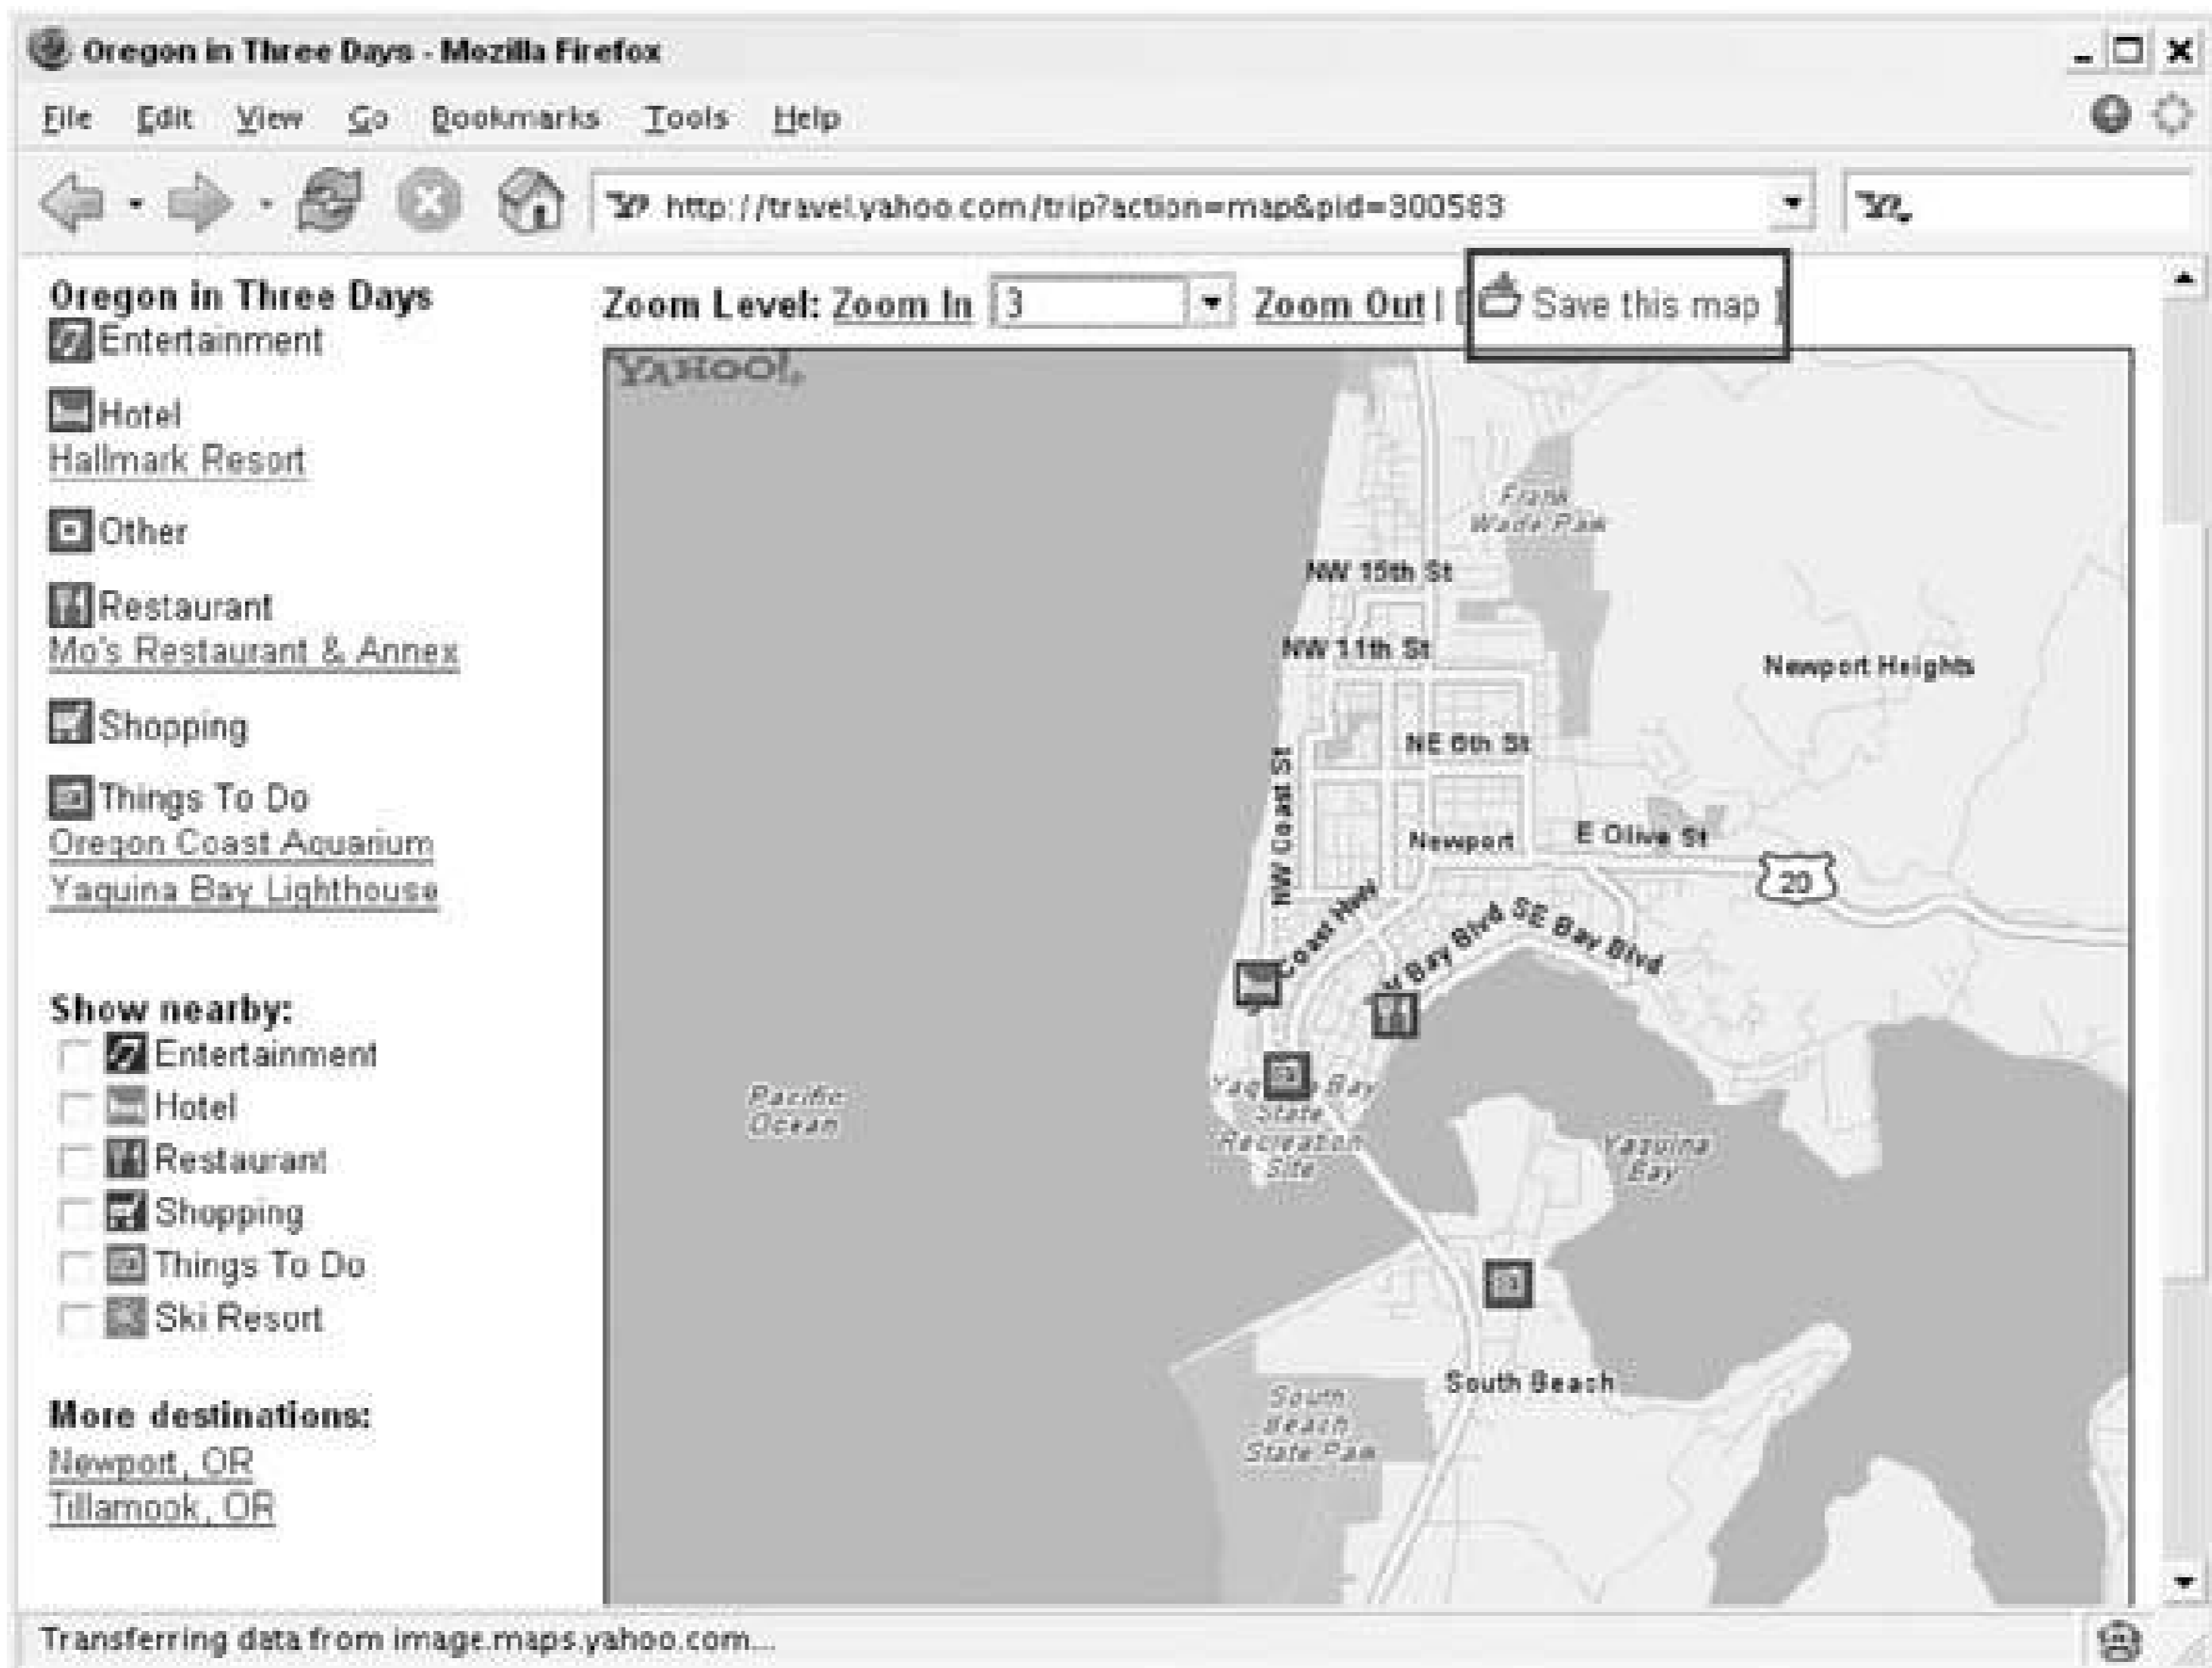 Oregon in Three Days - Mozilla Firefox
File Edit View Go Bookmarks Tools Help
http://travel.yahoo.com/trip?action=map&pid=300583
Oregon in Three Days
Entertainment
Hotel
Hallmark Resort
Other
Restaurant
Mo's Restaurant & Annex
Shopping
Things To Do
Oregon Coast Aquarium
Yaquina Bay Lighthouse
Show nearby:
Entertainment
Hotel
Restaurant
Shopping
Things To Do
Ski Resort
More destinations:
Newport, OR
Tillamook, OR
Zoom Level: Zoom In 3 Zoom Out | [ Save this map ]
YAHOO!
Frank
Wade Park
NW 15th St
NW 11th St
Newport Heights
NE 6th St
NW Coast St
Newport
E Olive St
20
Coast Hwy
Bay Blvd
SE Bay Blvd
Pacific
Ocean
Bay
State
Recreation
Site
Yaquina
Bay
South Beach
South
Beach
State Park
Transferring data from image.maps.yahoo.com...